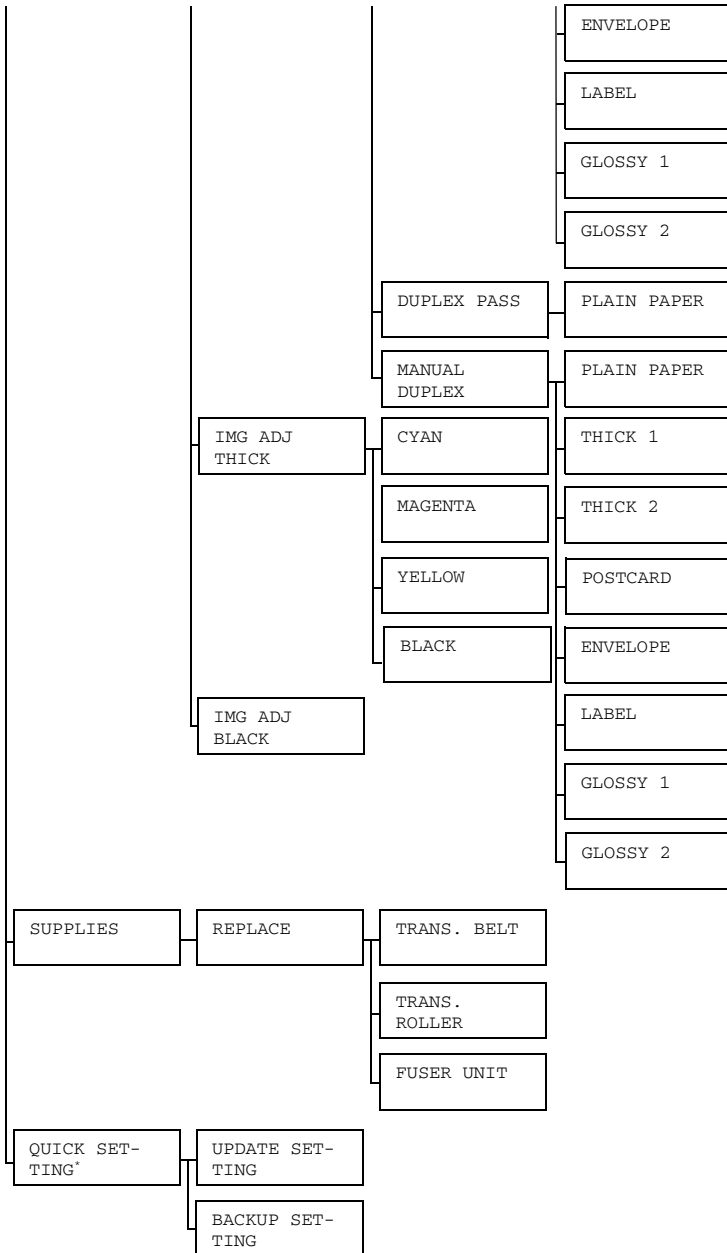 ENVELOPE
LABEL
GLOSSY 1
GLOSSY 2
DUPLEX PASS
PLAIN PAPER
MANUAL
DUPLEX
PLAIN PAPER
IMG ADJ
THICK
CYAN
THICK 1
MAGENTA
THICK 2
YELLOW
POSTCARD
BLACK
ENVELOPE
IMG ADJ
BLACK
LABEL
GLOSSY 1
GLOSSY 2
SUPPLIES
REPLACE
TRANS. BELT
TRANS.
ROLLER
FUSER UNIT
QUICK SET-
TING*
UPDATE SET-
TING
BACKUP SET-
TING